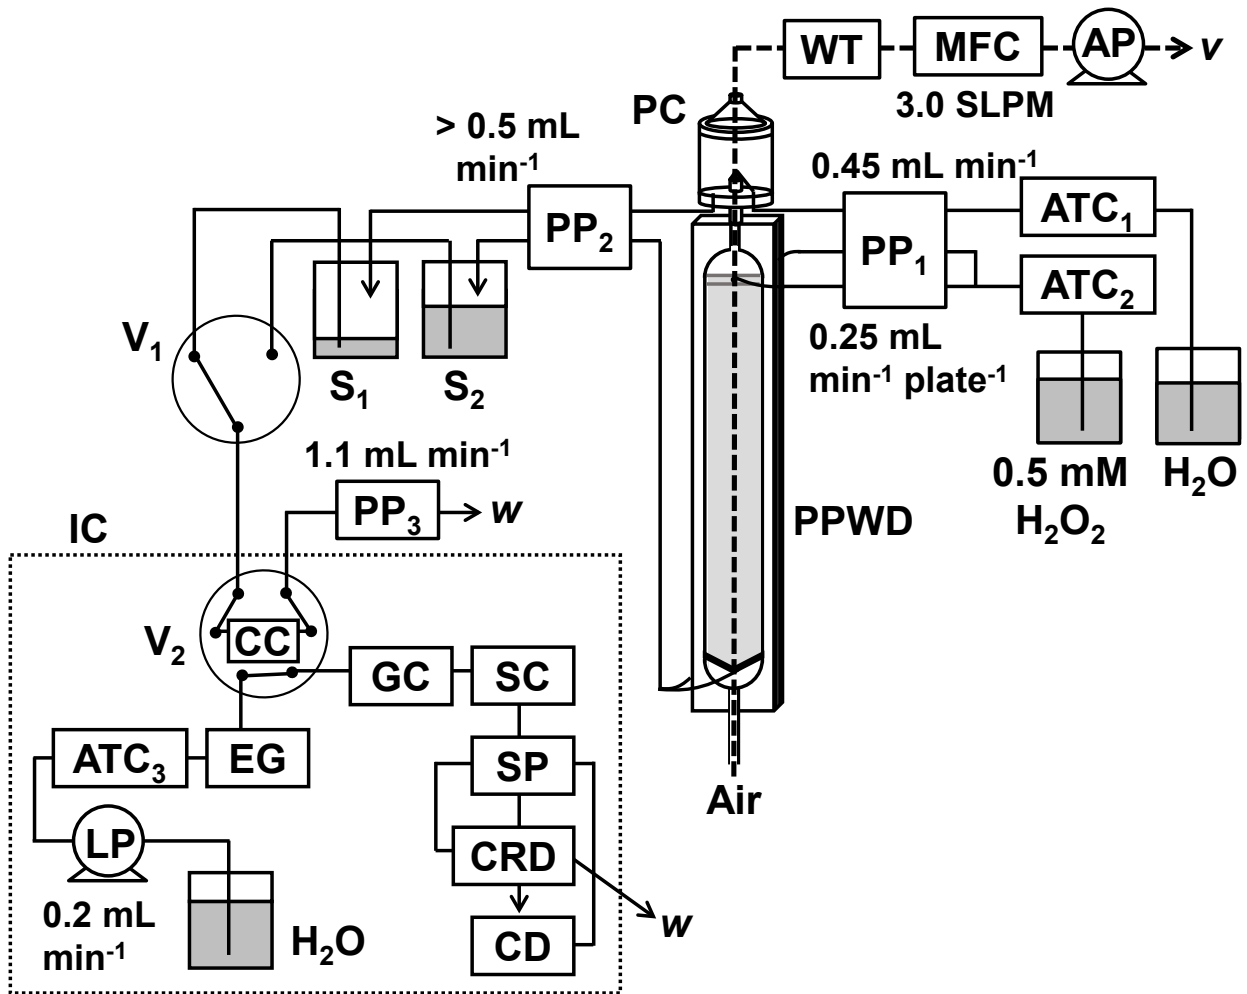 WT
MFC
AP
v
3.0 SLPM
PC
> 0.5 mL
min-1
PP2
0.45 mL min-1
PP1
ATC1
ATC2
0.25 mL
min-1 plate-1
V1
S1
S2
0.5 mM
H2O2
H2O
1.1 mL min-1
PP3
w
PPWD
IC
V2
CC
GC
SC
ATC3
EG
SP
Air
LP
CRD
0.2 mL
min-1
H2O
CD
w